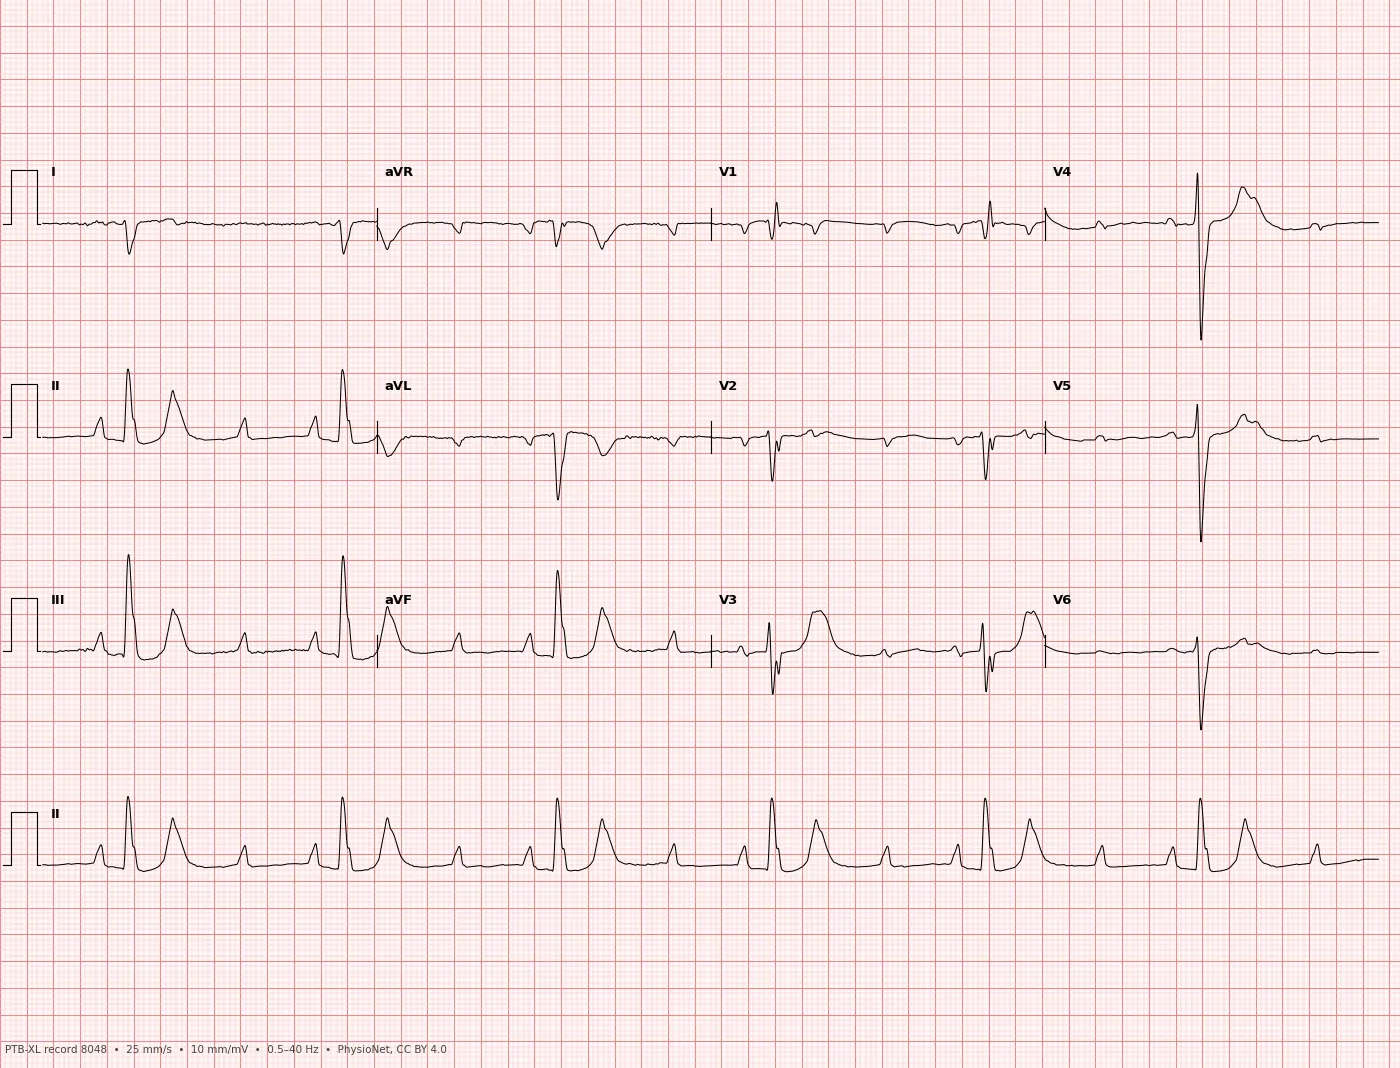 I aVR V1 V4
II aVL V2 V5
III aVF V3 V6
II
PTB-XL record 8048 • 25 mm/s • 10 mm/mV • 0.5–40 Hz • PhysioNet, CC BY 4.0